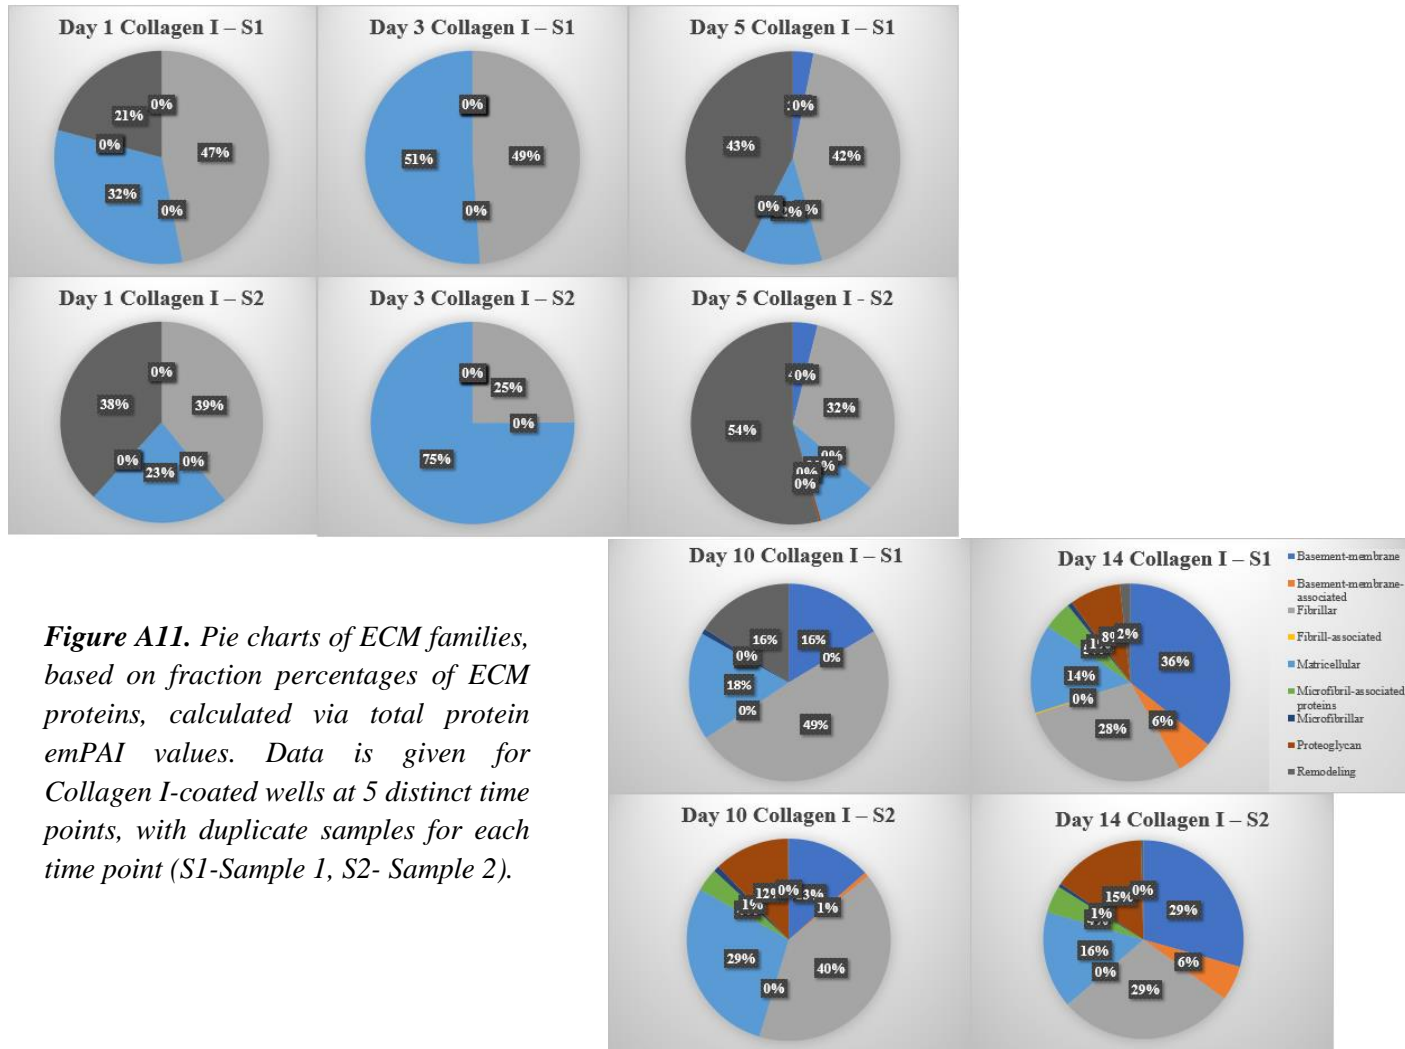 Day 1 Collagen I – S1
0%
21%
0%
47%
32%
0%
Day 3 Collagen I – S1
0%
51%
49%
0%
Day 5 Collagen I – S1
0%
43%
42%
0%
Day 1 Collagen I – S2
0%
38%
39%
0%
0%
23%
Day 3 Collagen I – S2
0%
25%
0%
75%
Day 5 Collagen I - S2
0%
32%
54%
0%
0%
0%
Figure A11. Pie charts of ECM families,
based on fraction percentages of ECM
proteins, calculated via total protein
emPAI values. Data is given for
Collagen I-coated wells at 5 distinct time
points, with duplicate samples for each
time point (S1-Sample 1, S2- Sample 2).
Day 10 Collagen I – S1
16%
16%
0%
0%
18%
0%
49%
Day 14 Collagen I – S1
2%
36%
14%
0%
6%
28%
Basement-membrane
Basement-membrane-
associated
Fibrillar
Fibrill-associated
Matricellular
Microfibril-associated
proteins
Microfibrillar
Proteoglycan
Remodeling
Day 10 Collagen I – S2
0%
1%
1%
29%
40%
0%
Day 14 Collagen I – S2
0%
15%
29%
1%
16%
6%
0%
29%